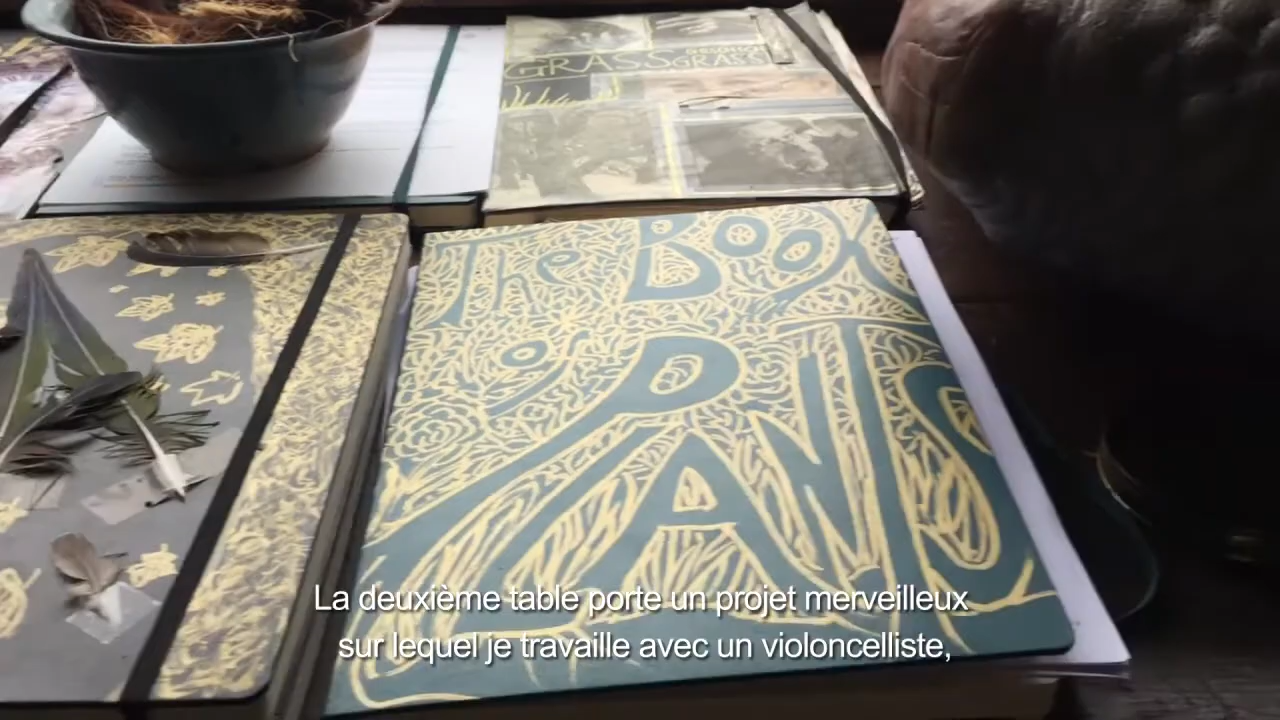 GRASS GRASS
The Book
of
PLANTS
La deuxième table porte un projet merveilleux
sur lequel je travaille avec un violoncelliste,